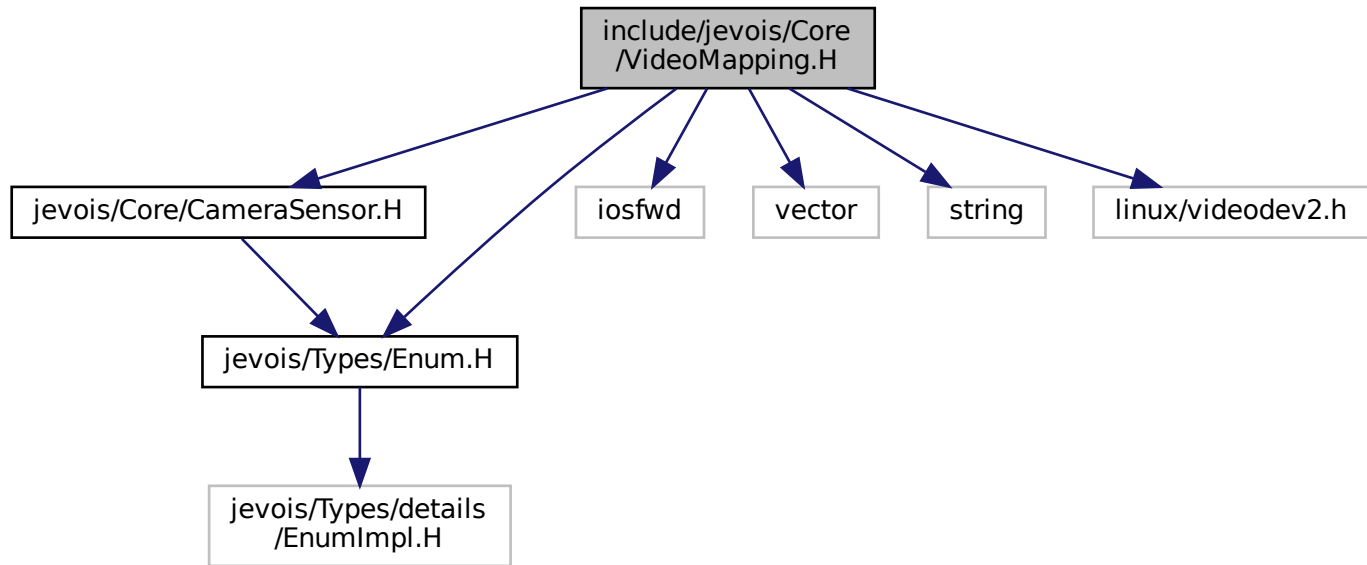 include/jevois/Core
/VideoMapping.H
jevois/Core/CameraSensor.H
iosfwd
vector
string
linux/videodev2.h
jevois/Types/Enum.H
jevois/Types/details
/EnumImpl.H